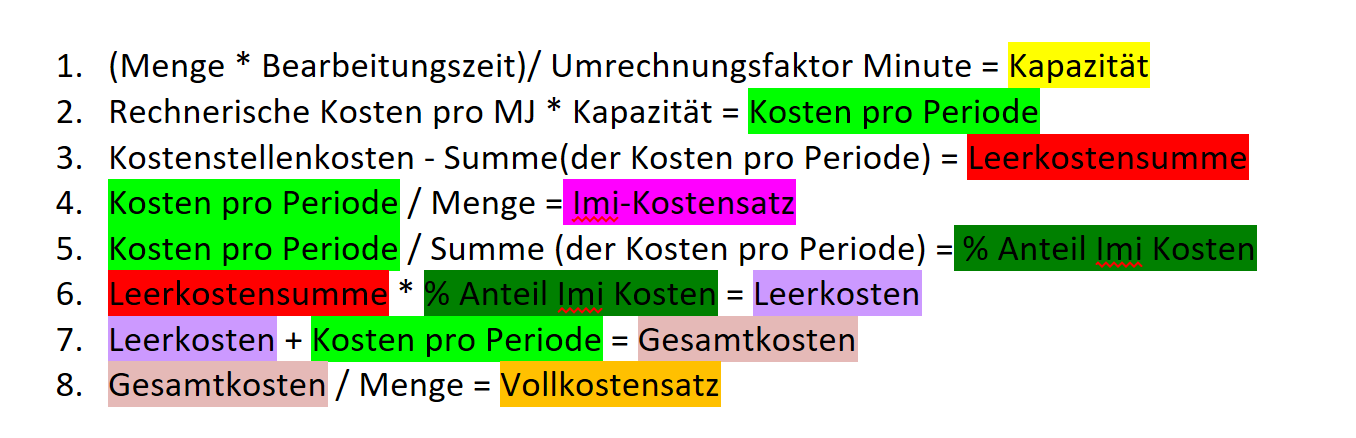 1. (Menge * Bearbeitungszeit)/ Umrechnungsfaktor Minute = Kapazität
2. Rechnerische Kosten pro MJ * Kapazität = Kosten pro Periode
3. Kostenstellenkosten - Summe(der Kosten pro Periode) = Leerkostensumme
4. Kosten pro Periode / Menge = Imi-Kostensatz
5. Kosten pro Periode / Summe (der Kosten pro Periode) = % Anteil Imi Kosten
6. Leerkostensumme * % Anteil Imi Kosten = Leerkosten
7. Leerkosten + Kosten pro Periode = Gesamtkosten
8. Gesamtkosten / Menge = Vollkostensatz